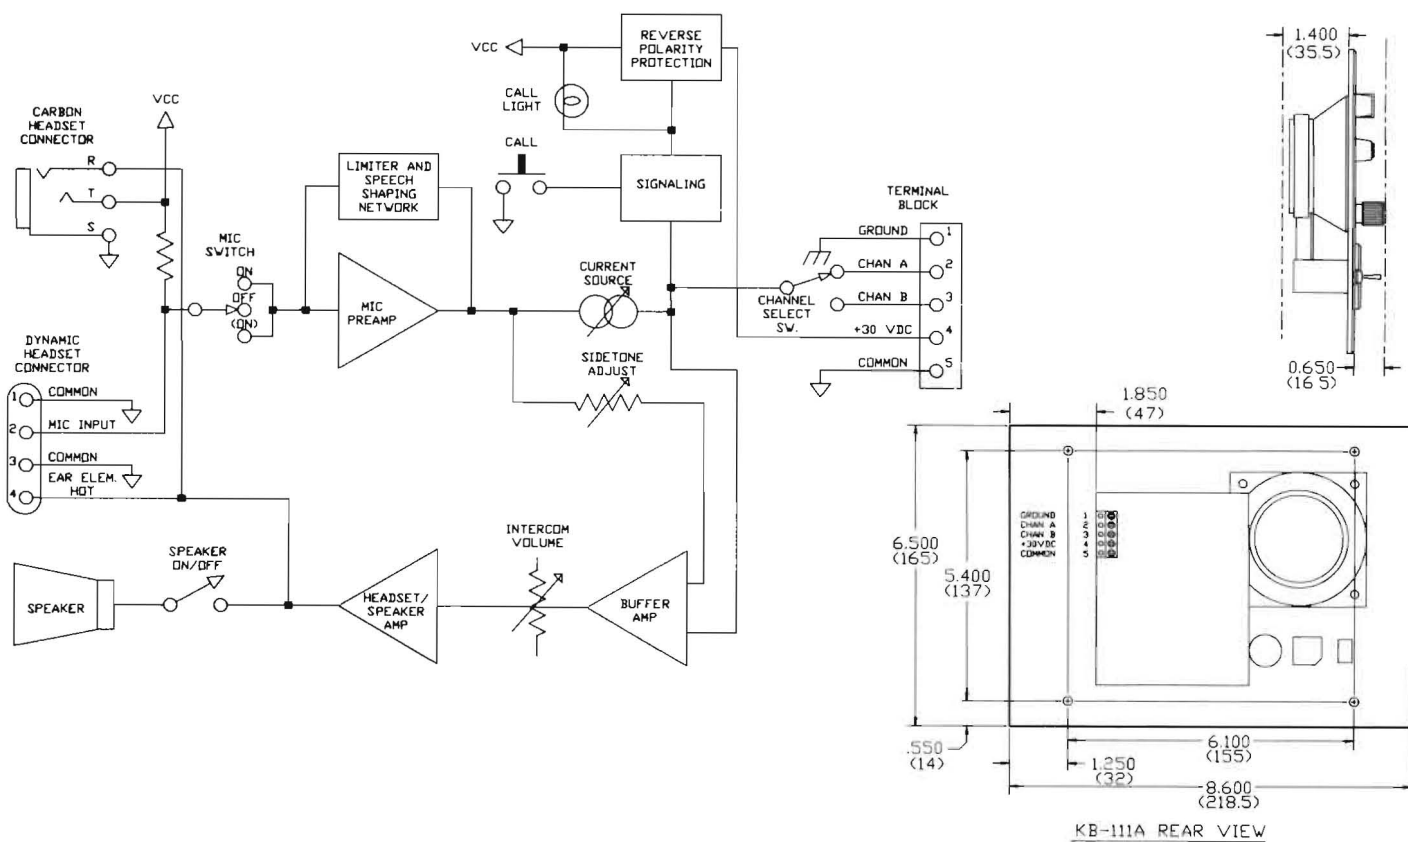 CARBON
HEADSET
CONNECTOR
VCC
R
T
S
MIC
SWITCH
ON
OFF
(ON)
DYNAMIC
HEADSET
CONNECTOR
1 COMMON
2 MIC INPUT
3 COMMON
EAR ELEM.
4 HOT
SPEAKER
SPEAKER
ON/OFF
LIMITER AND
SPEECH
SHAPING
NETWORK
MIC
PREAMP
VCC
REVERSE
POLARITY
PROTECTION
CALL
LIGHT
CALL
SIGNALING
CURRENT
SOURCE
SIDETONE
ADJUST
INTERCOM
VOLUME
HEADSET/
SPEAKER
AMP
BUFFER
AMP
CHANNEL
SELECT
SW.
TERMINAL
BLOCK
GROUND 1
CHAN A 2
CHAN B 3
+30 VDC 4
COMMON 5
1.400
(35.5)
0.650
(16 5)
1.850
(47)
6.500
(165)
5.400
(137)
GROUND 1
CHAN A 2
CHAN B 3
+30VDC 4
COMMON 5
.550
(14)
6.100
(155)
1.250
(32)
8.600
(218.5)
KB-111A REAR VIEW